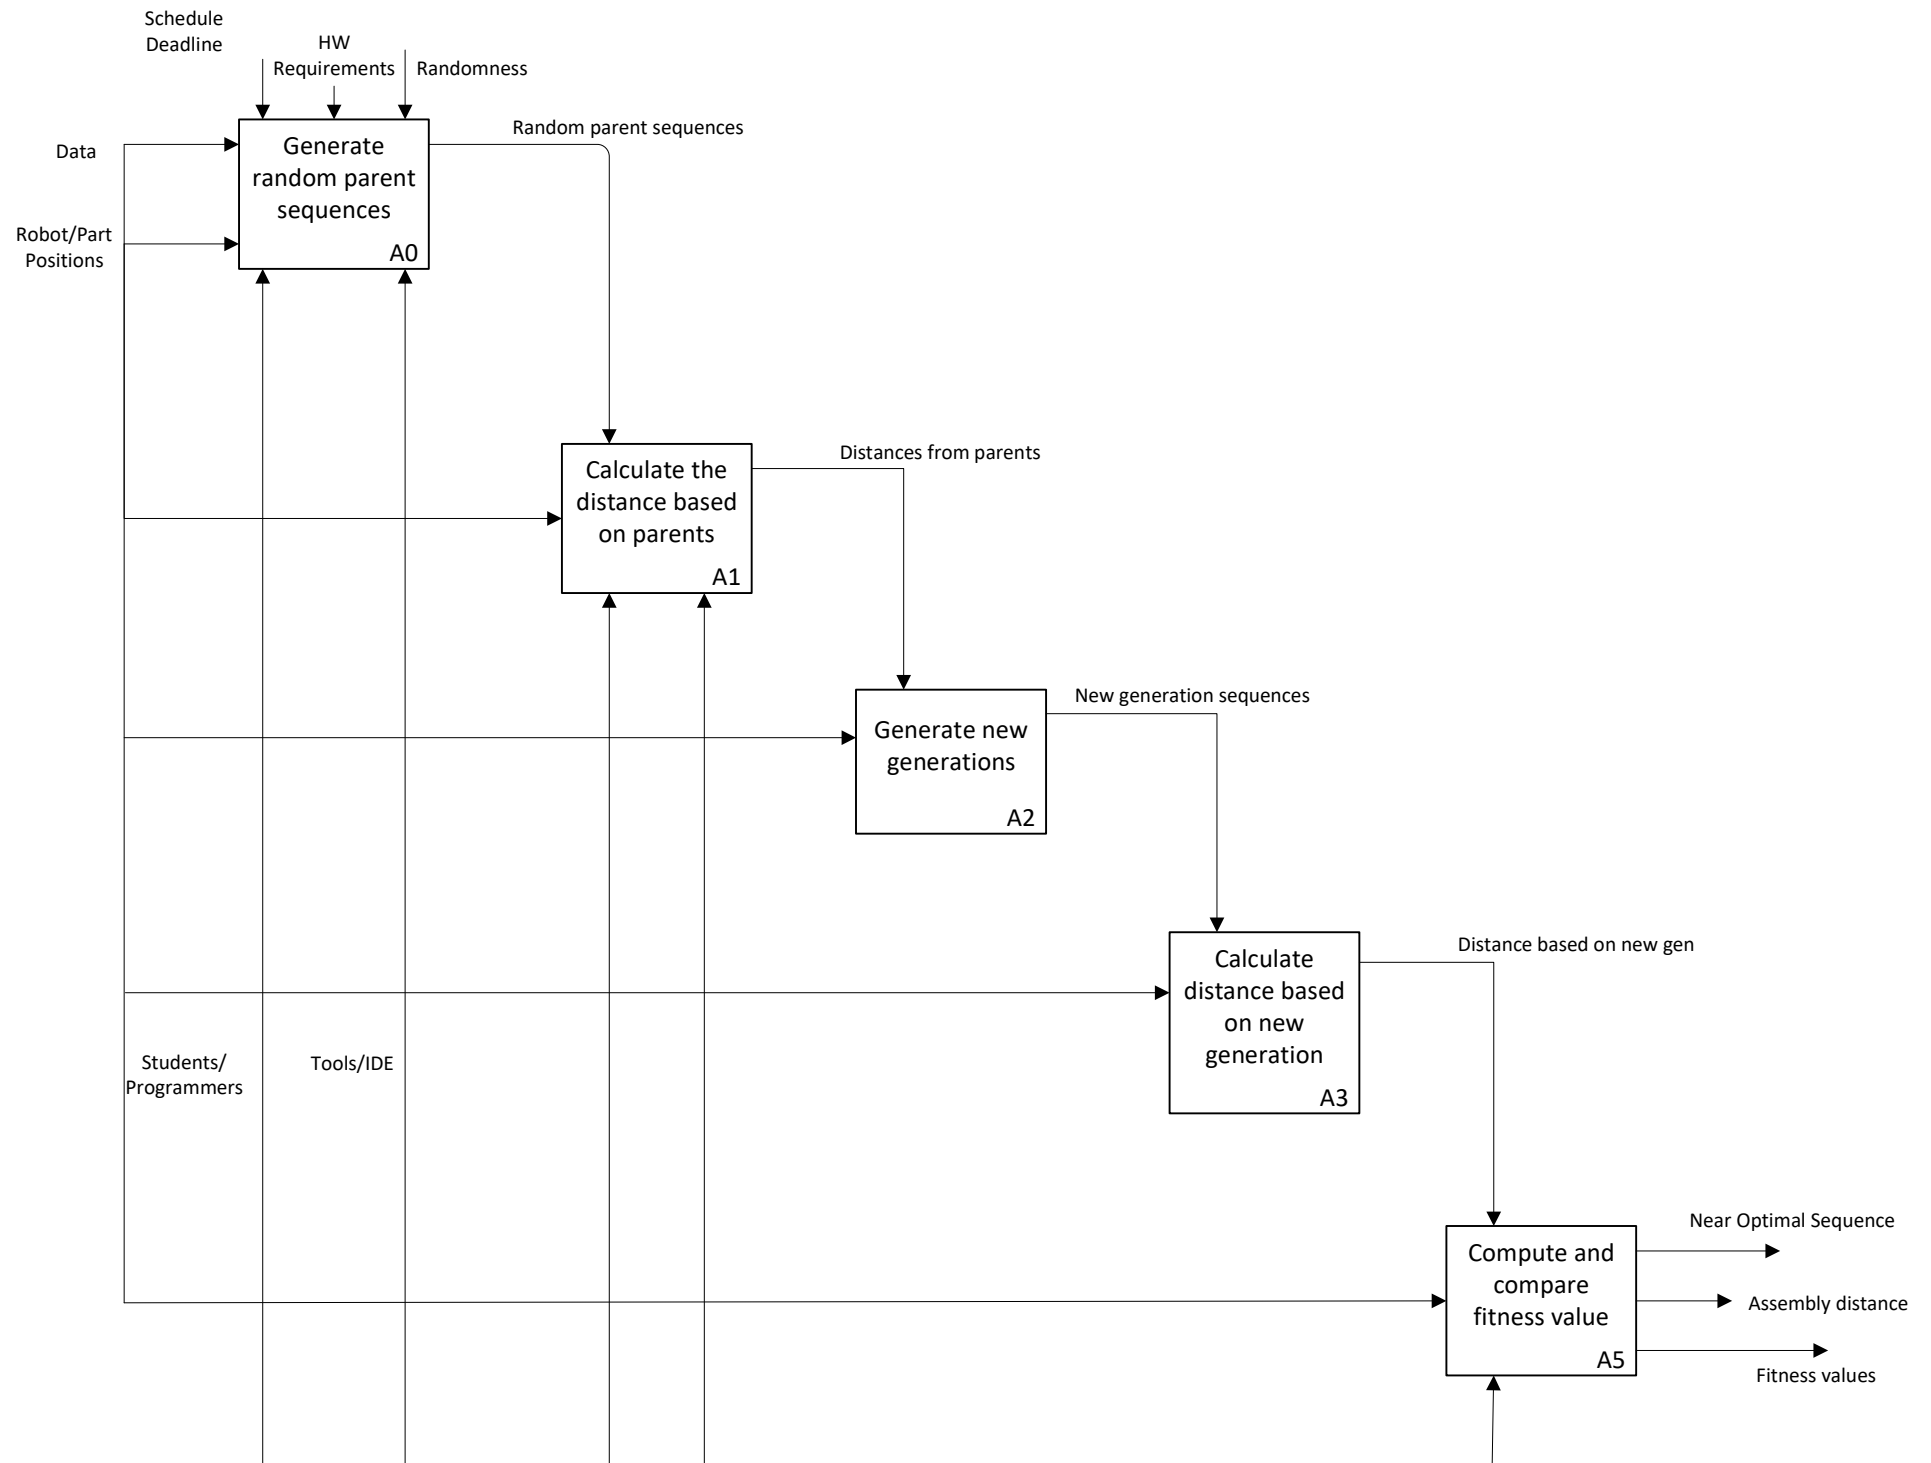 Schedule
Deadline
HW
Requirements
Randomness
Data
Robot/Part
Positions
Generate
random parent
sequences
A0
Random parent sequences
Calculate the
distance based
on parents
A1
Distances from parents
Generate new
generations
A2
New generation sequences
Calculate
distance based
on new
generation
A3
Distance based on new gen
Students/
Programmers
Tools/IDE
Compute and
compare
fitness value
A5
Near Optimal Sequence
Assembly distance
Fitness values